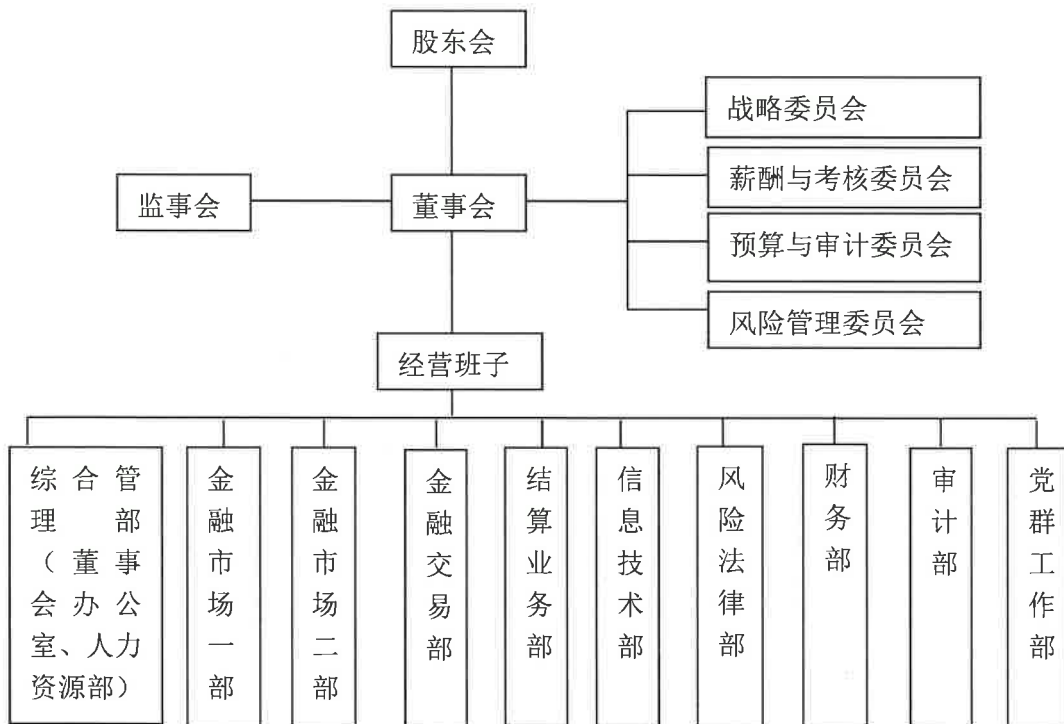 股东会
战略委员会
薪酬与考核委员会
监事会
董事会
预算与审计委员会
风险管理委员会
经营班子
综合管
理部
（董事
会办公
室、人力
资源部）
金融市场一部
金融市场二部
金融交易部
结算业务部
信息技术部
风险法律部
财务部
审计部
党群工作部